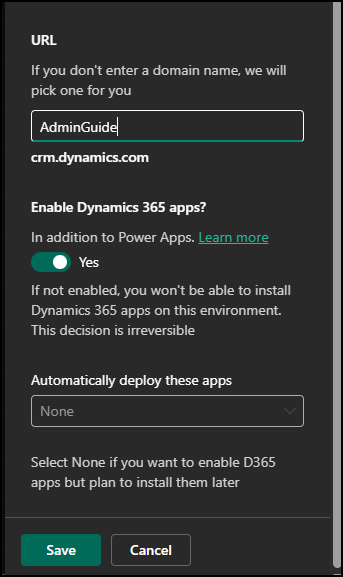 URL
If you don't enter a domain name, we will
pick one for you
AdminGuide
crm.dynamics.com
Enable Dynamics 365 apps?
In addition to Power Apps. Learn more
Yes
If not enabled, you won't be able to install
Dynamics 365 apps on this environment.
This decision is irreversible
Automatically deploy these apps
None
Select None if you want to enable D365
apps but plan to install them later
Save Cancel